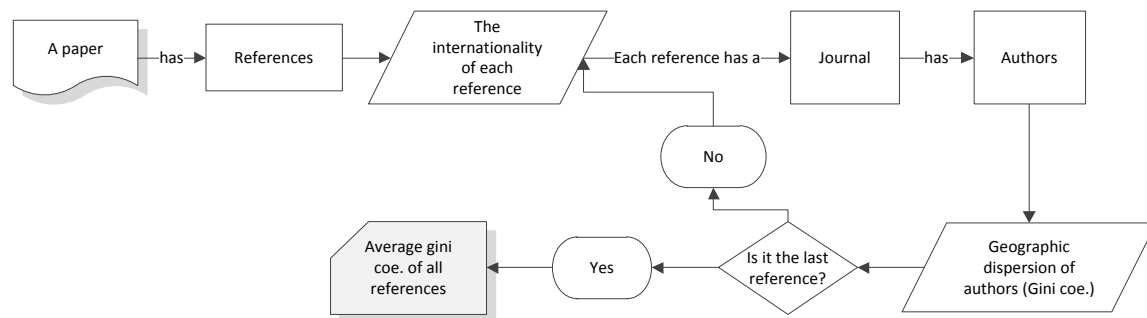 A paper
has
References
The
internationality
of each
reference
Each reference has a
Journal
has
Authors
No
Average gini
coe. of all
references
Yes
Is it the last
reference?
Geographic
dispersion of
authors (Gini coe.)